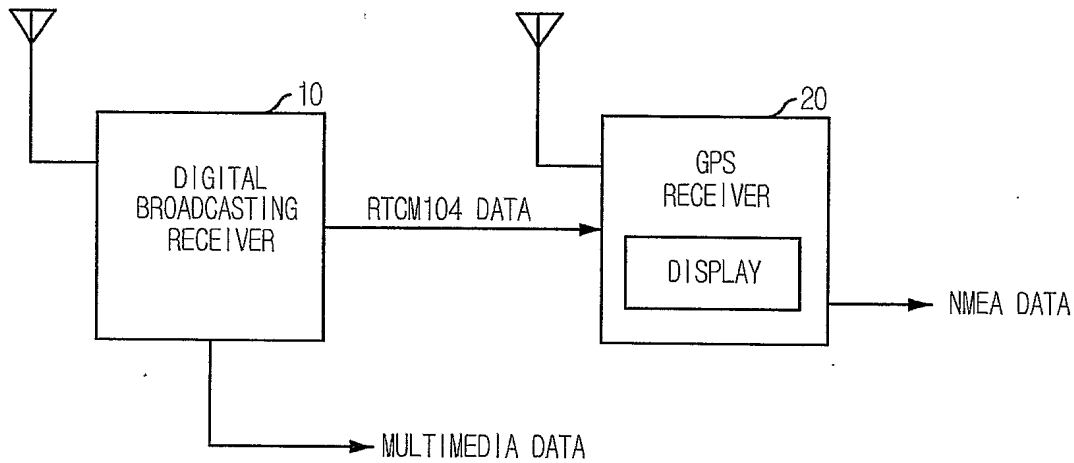 10
DIGITAL
BROADCASTING
RECEIVER
RTCM104 DATA
20
GPS
RECEIVER
DISPLAY
NMEA DATA
MULTIMEDIA DATA